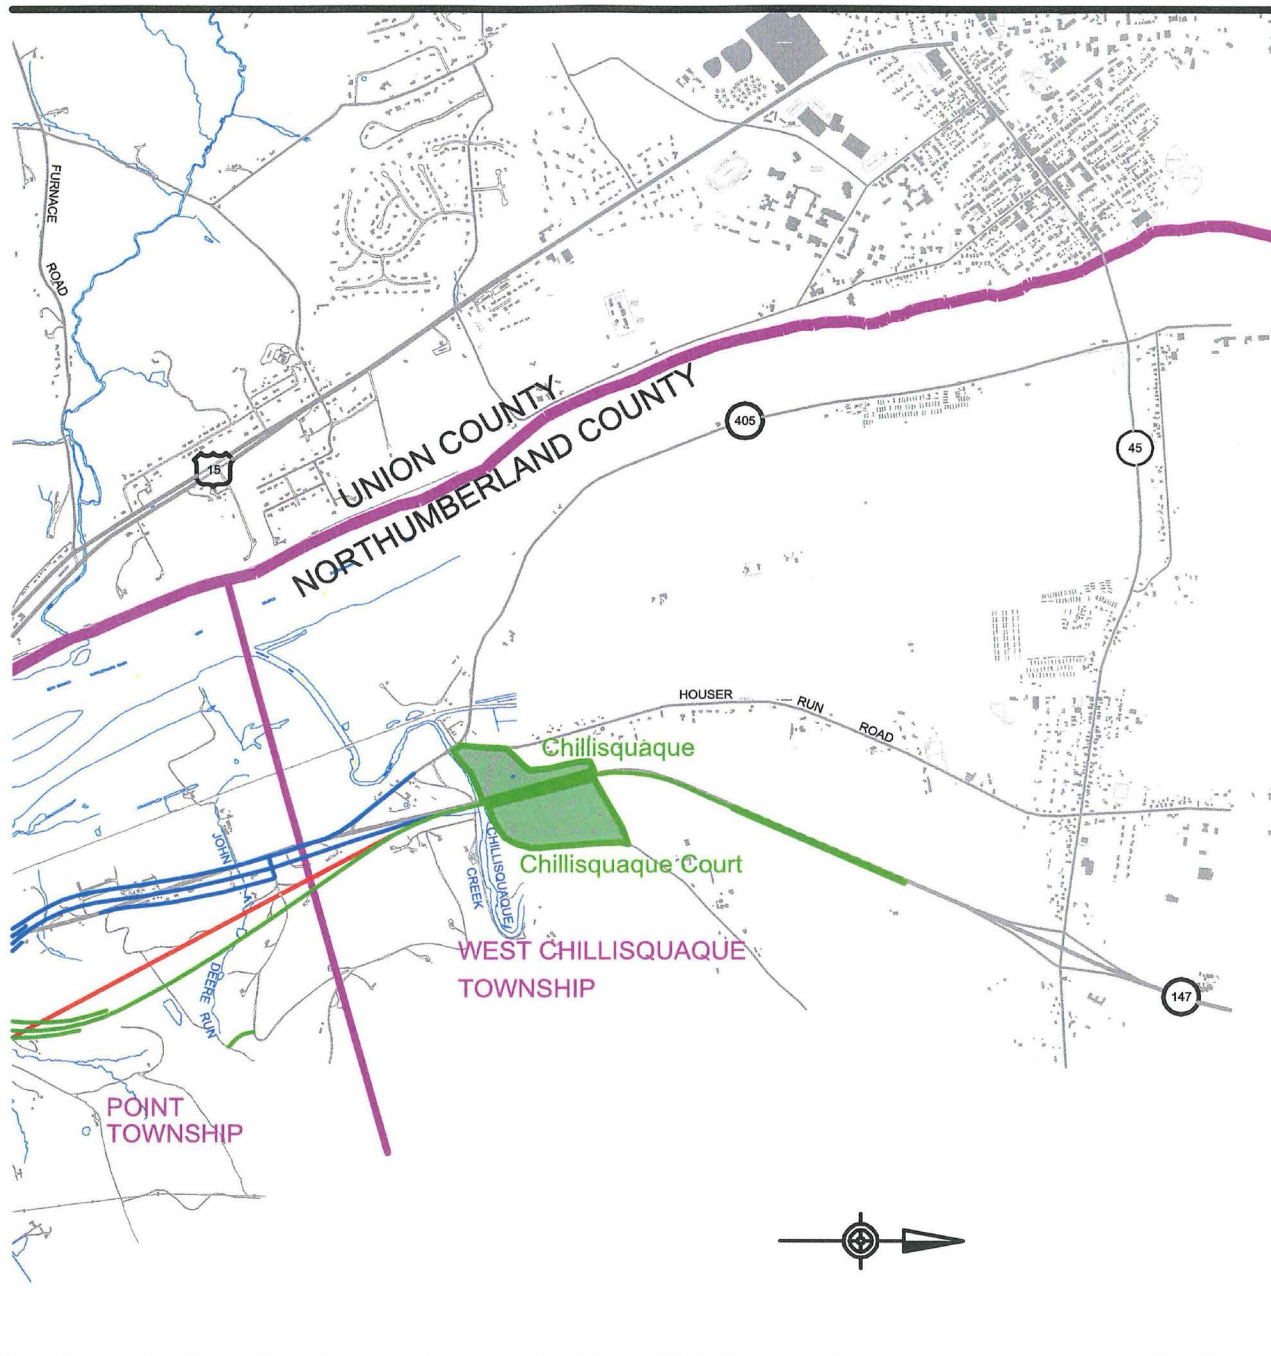 FURNACE
ROAD
15
UNION COUNTY
NORTHUMBERLAND COUNTY
405
45
HOUSER
RUN
ROAD
Chillisquaque
Chillisquaque Court
JOHN
DEERE RUN
CHILLISQUAQUE
CREEK
WEST CHILLISQUAQUE
TOWNSHIP
147
POINT
TOWNSHIP